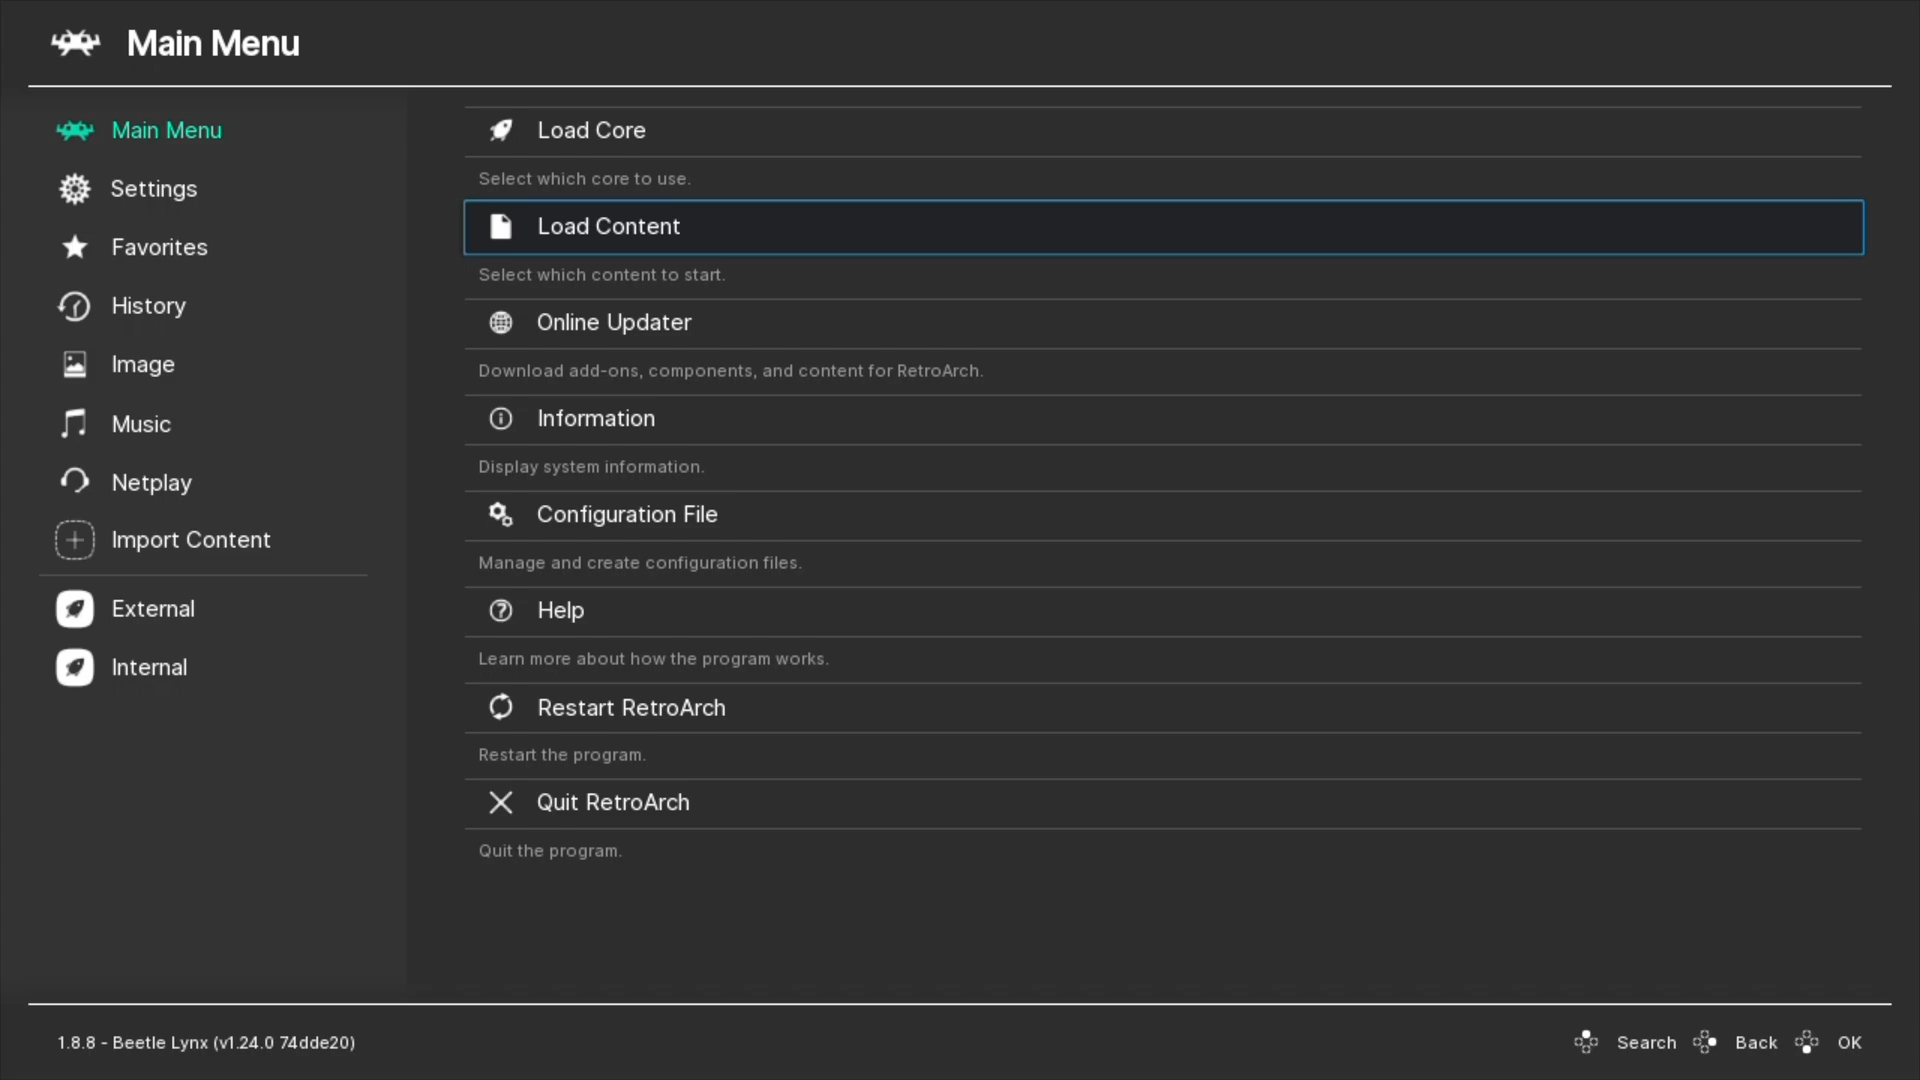 Main Menu
Main Menu
Settings
Favorites
History
Image
Music
Netplay
Import Content
External
Internal
Load Core
Select which core to use.
Load Content
Select which content to start.
Online Updater
Download add-ons, components, and content for RetroArch.
Information
Display system information.
Configuration File
Manage and create configuration files.
Help
Learn more about how the program works.
Restart RetroArch
Restart the program.
Quit RetroArch
Quit the program.
1.8.8 - Beetle Lynx (v1.24.0 74dde20)
Search Back OK